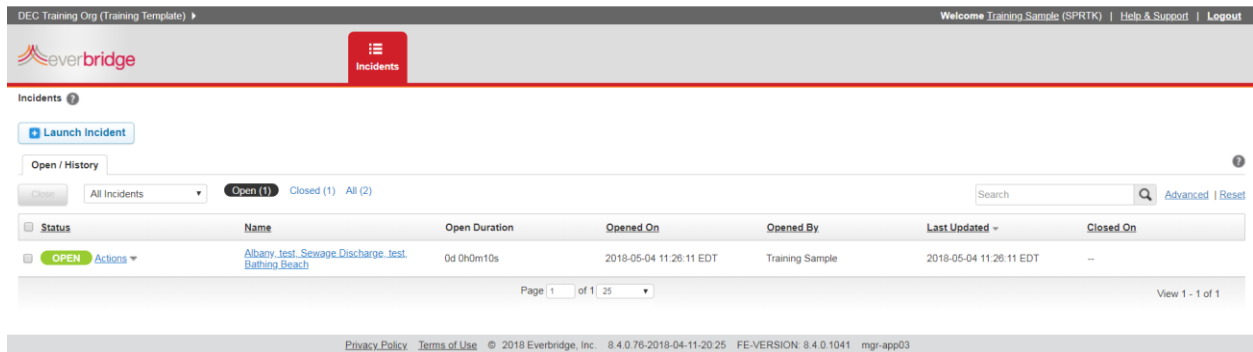 DEC Training Org (Training Template) Welcome Training Sample (SPRTK) | Help & Support | Logout
everbridge
Incidents
Incidents ?
Launch Incident
Open / History ?
Close All Incidents Open (1) Closed (1) All (2) Search Advanced | Reset
Status Name Open Duration Opened On Opened By Last Updated Closed On
OPEN Actions Albany, test, Sewage Discharge, test, 0d 0h0m10s 2018-05-04 11:26:11 EDT Training Sample 2018-05-04 11:26:11 EDT --
Bathing Beach
Page 1 of 1 25 View 1 - 1 of 1
Privacy Policy Terms of Use © 2018 Everbridge, Inc. 8.4.0.76-2018-04-11-20:25 FE-VERSION: 8.4.0.1041 mgr-app03